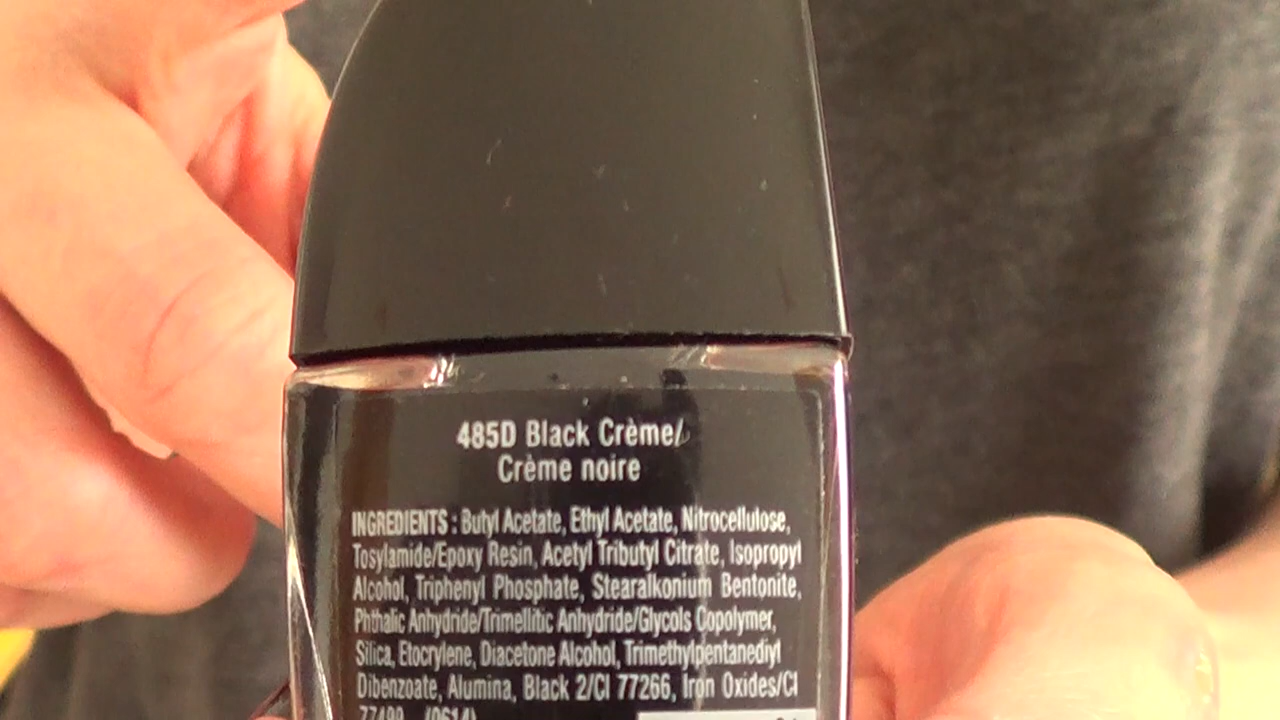 485D Black Crème/
Crème noire
INGREDIENTS : Butyl Acetate, Ethyl Acetate, Nitrocellulose,
Tosylamide/Epoxy Resin, Acetyl Tributyl Citrate, Isopropyl
Alcohol, Triphenyl Phosphate, Stearalkonium Bentonite,
Phthalic Anhydride/Trimellitic Anhydride/Glycols Copolymer,
Silica, Etocrylene, Diacetone Alcohol, Trimethylpentanediyl
Dibenzoate, Alumina, Black 2/CI 77266, Iron Oxides/CI
77499 (0614)